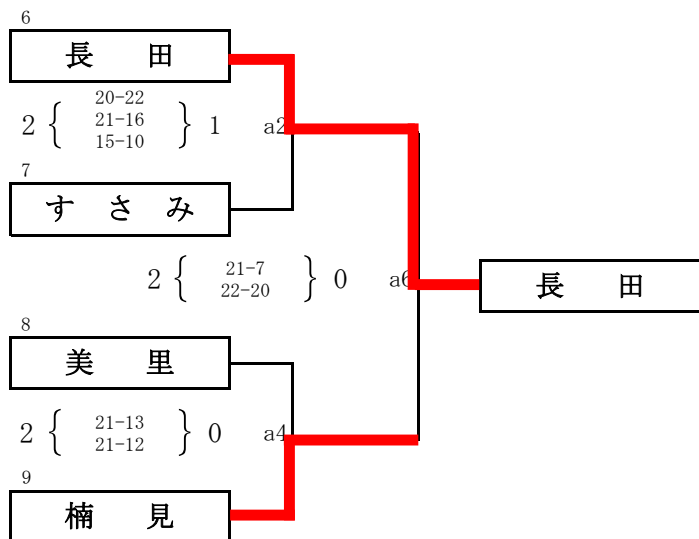 6
長　田
2 { 20-22 } 1
21-16
15-10
a2
7
す さ み
2 { 21-7 } 0
22-20
a6
長　田
8
美　里
2 { 21-13 } 0
21-12
a4
9
楠　見